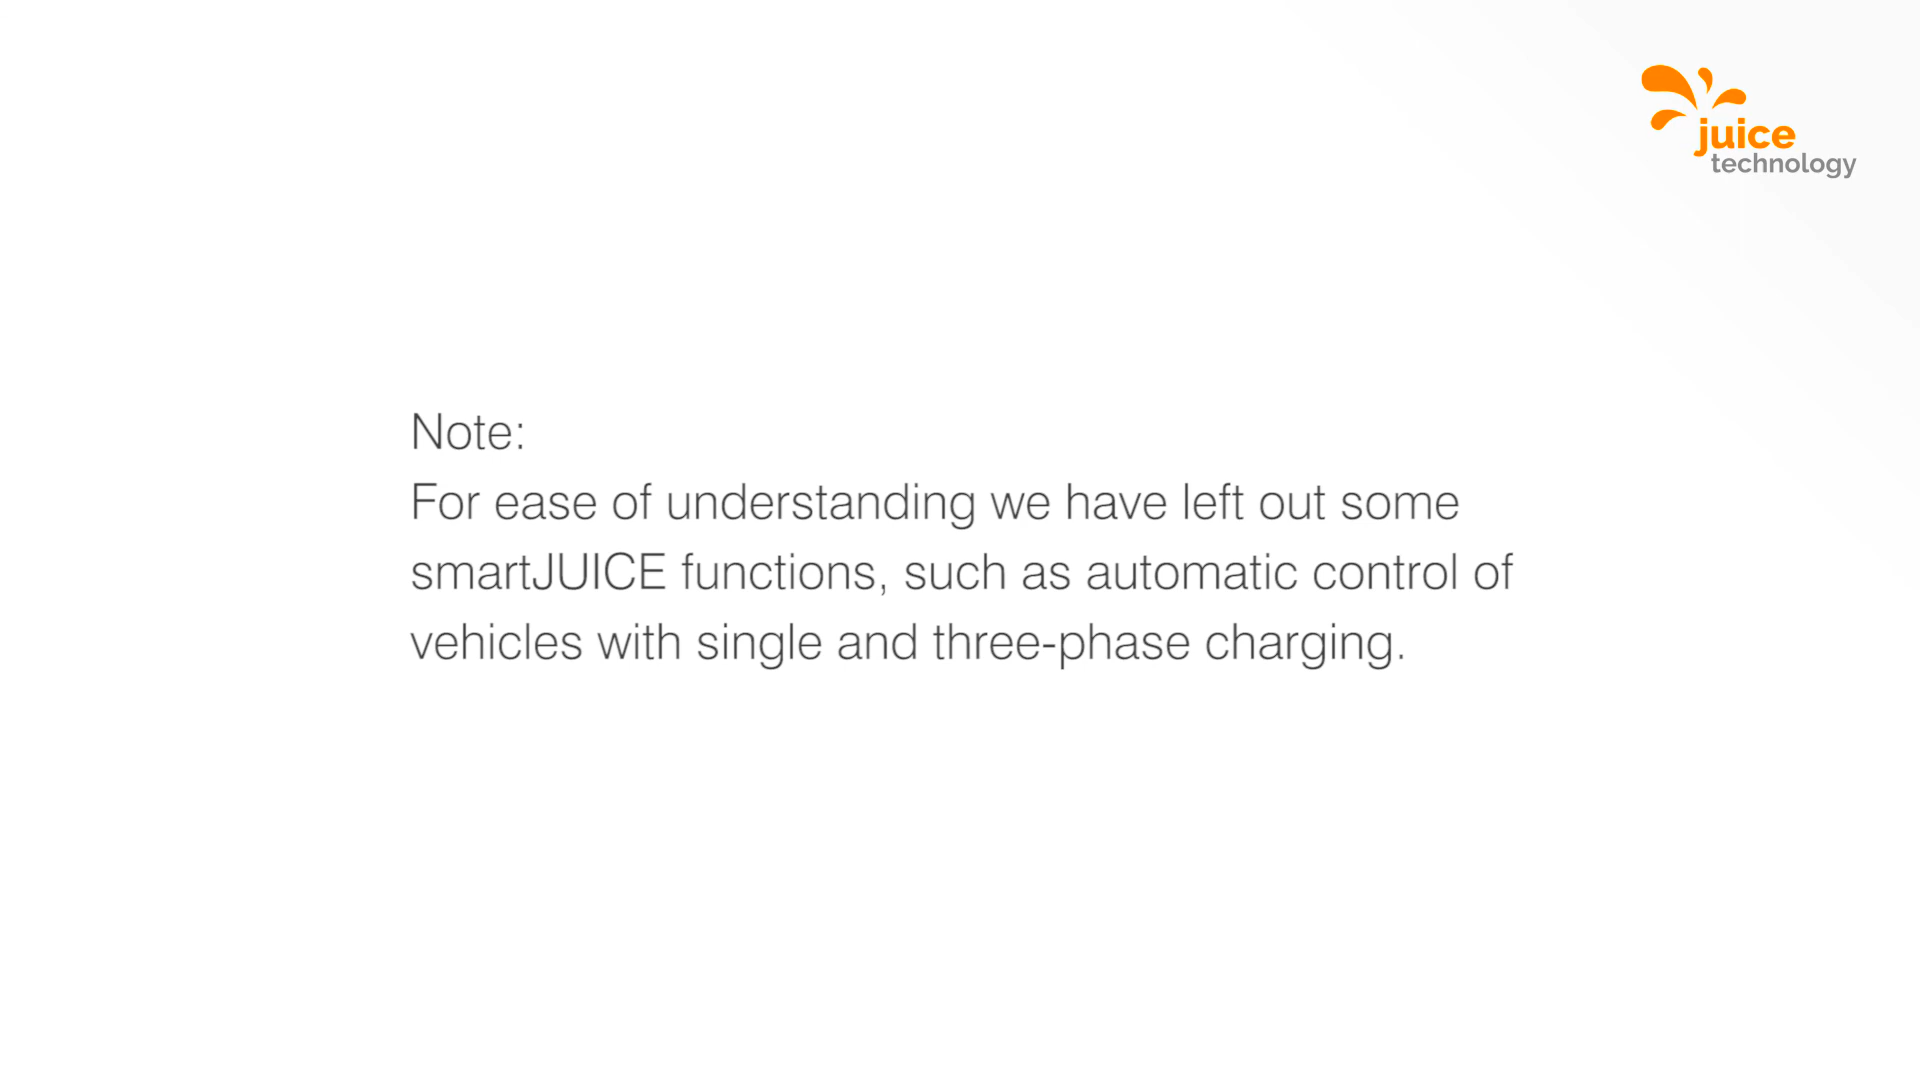 juice
technology
Note:
For ease of understanding we have left out some
smartJUICE functions, such as automatic control of
vehicles with single and three-phase charging.